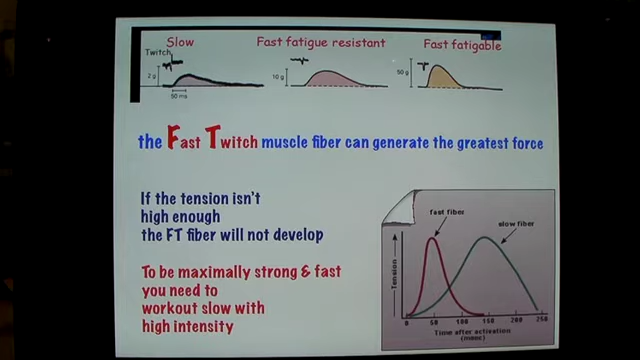 Slow
Fast fatigue resistant
Fast fatigable
Twitch
2 g
10 g
50 g
50 ms
the Fast Twitch muscle fiber can generate the greatest force
If the tension isn't
high enough
the FT fiber will not develop
To be maximally strong & fast
you need to
workout slow with
high intensity
fast fiber
slow fiber
Tension
0
50
100
150
200
250
Time after activation
(msec)